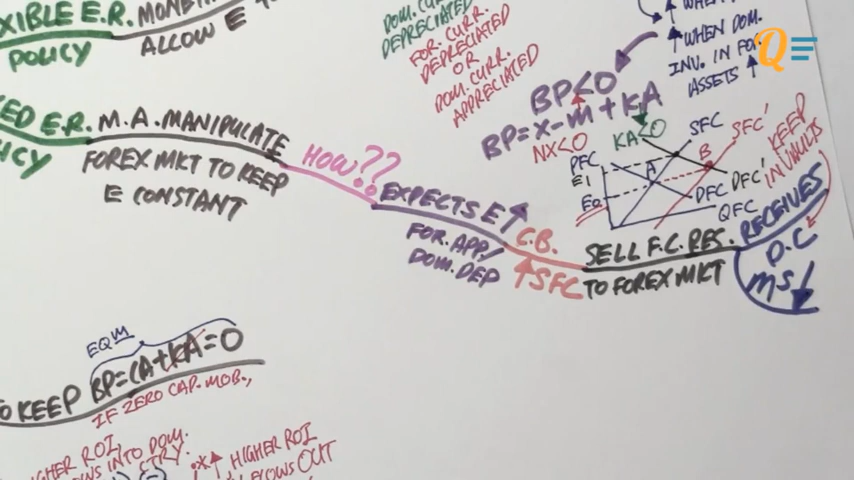 XIBLE E.R.
POLICY
ALLOW E
DOM. CURR.
DEPRECIATED
FOR. CURR.
DEPRECIATED
OR
DOM. CURR.
APPRECIATED
WHEN DOM.
INV. IN FOR.
ASSETS ↑
BP<0
BP=X-M+KA
NX<0
KA<0
PFC
E1
E0
A
B
SFC
SFC'
DFC
DFC'
QFC
KEEP
IN VAULTS
ED E.R.
M.A. MANIPULATE
FOREX MKT TO KEEP
E CONSTANT
HOW??
EXPECTS E↑
FOR. APP./
DOM. DEP
C.B.
↑SFC
SELL F.C. RES.
TO FOREX MKT
RECEIVES
D.C
MS↓
EQM
O KEEP BP=CA+KA=0
IF ZERO CAP. MOB.,
HIGHER ROI
INTO DOM.
HIGHER ROI
FLOWS OUT